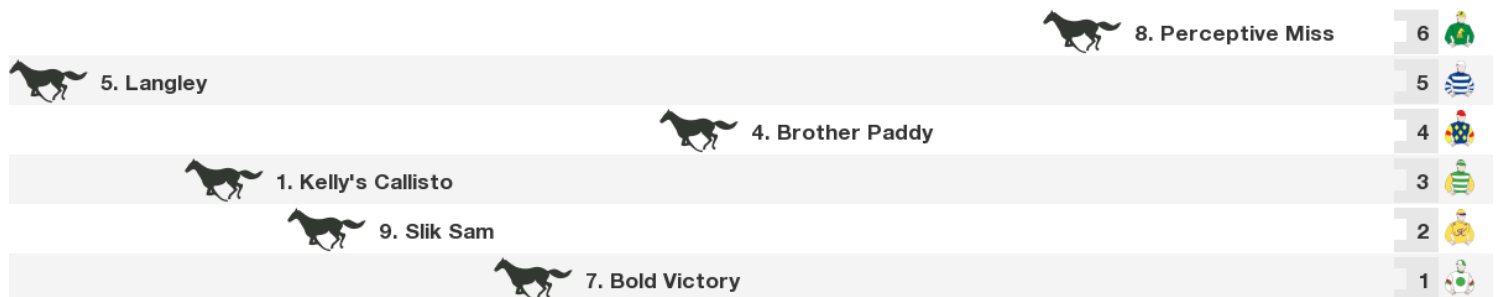 8. Perceptive Miss 6
5. Langley 5
4. Brother Paddy 4
1. Kelly's Callisto 3
9. Slik Sam 2
7. Bold Victory 1